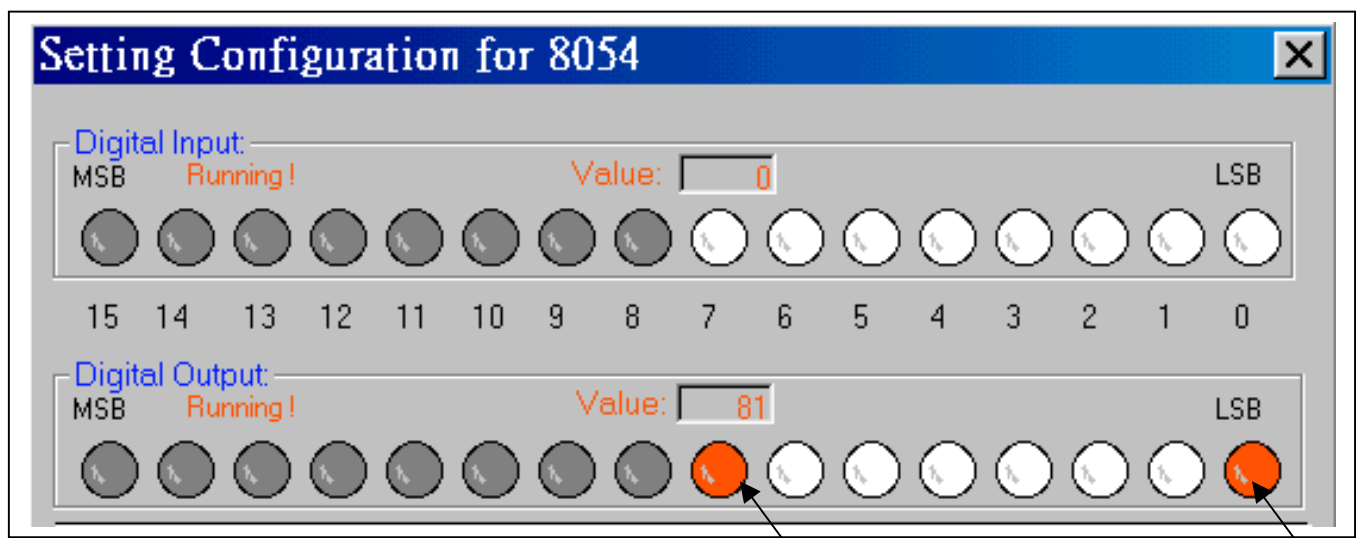 Setting Configuration for 8054
Digital Input:
MSB Running ! Value: 0 LSB
15 14 13 12 11 10 9 8 7 6 5 4 3 2 1 0
Digital Output:
MSB Running ! Value: 81 LSB